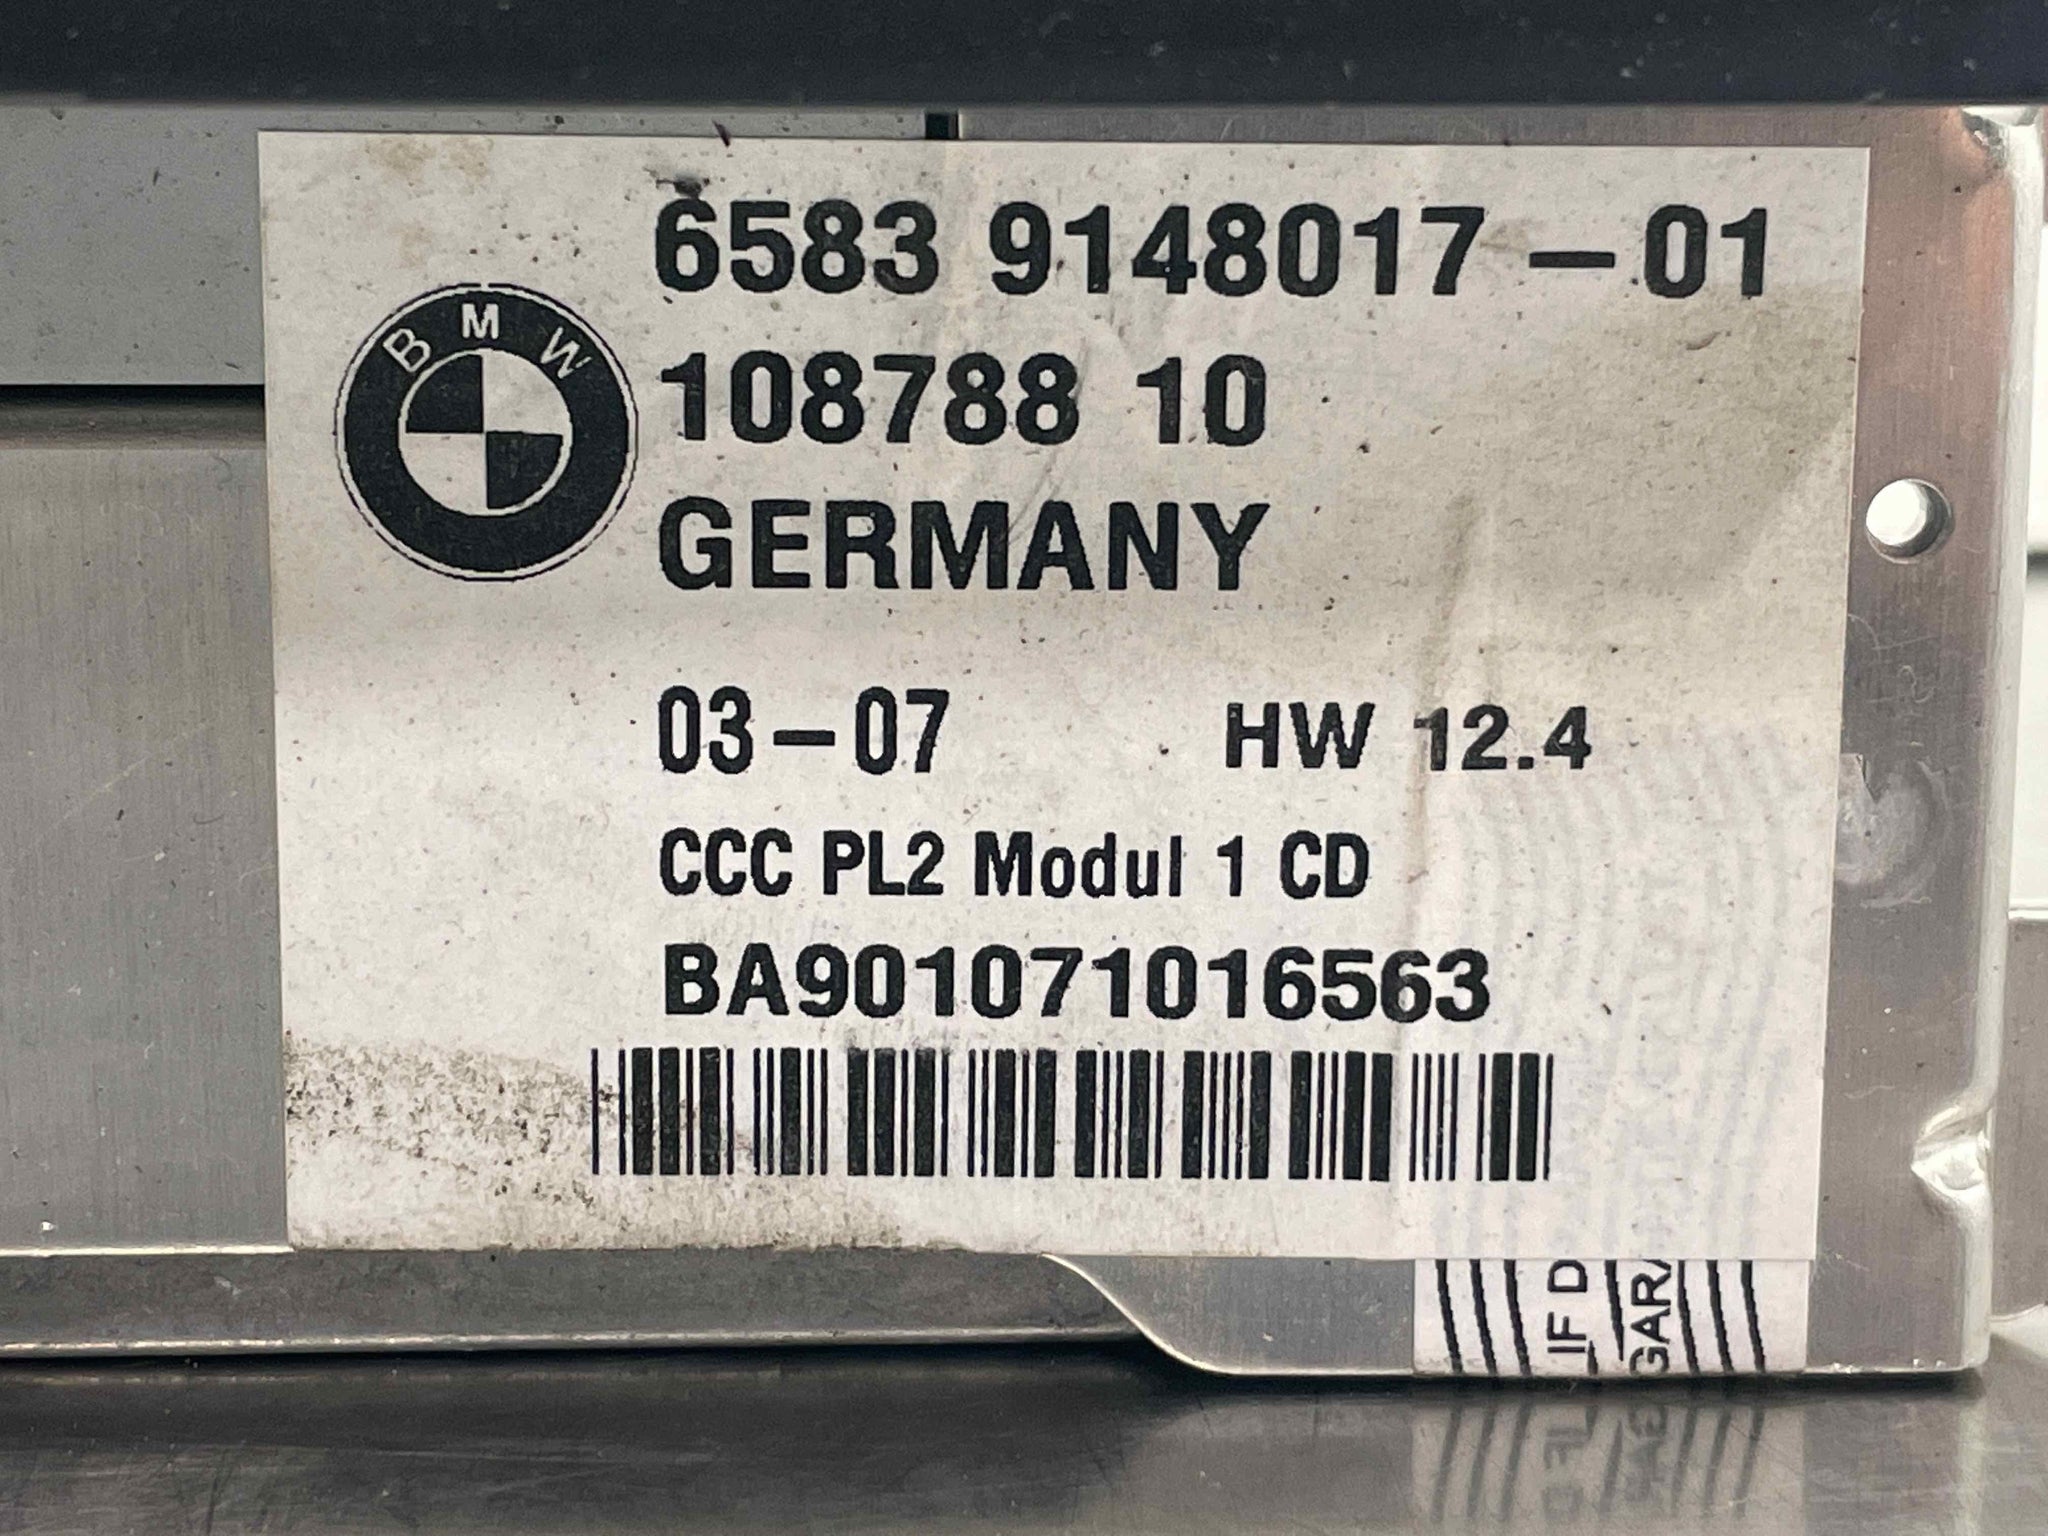 BMW
6583 9148017-01
108788 10
GERMANY
03-07 HW 12.4
CCC PL2 Modul 1 CD
BA901071016563
IF D
GARA